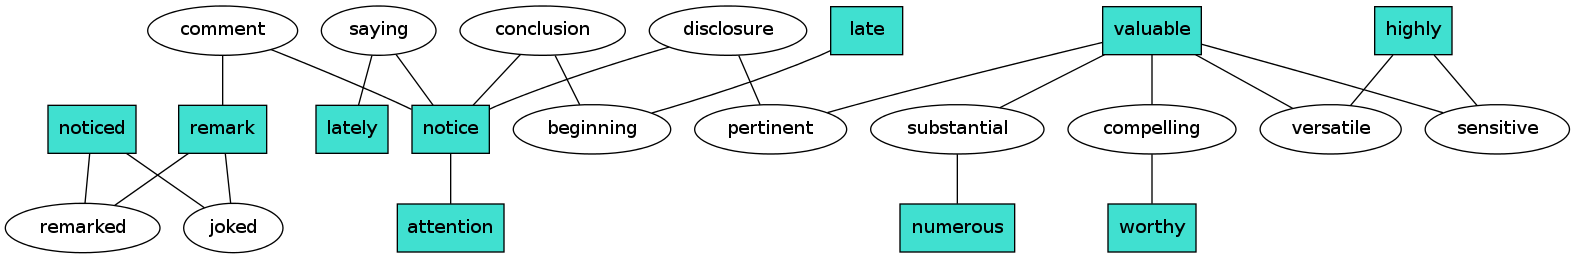 comment saying conclusion disclosure late valuable highly
noticed remark lately notice beginning pertinent substantial compelling versatile sensitive
remarked joked attention numerous worthy